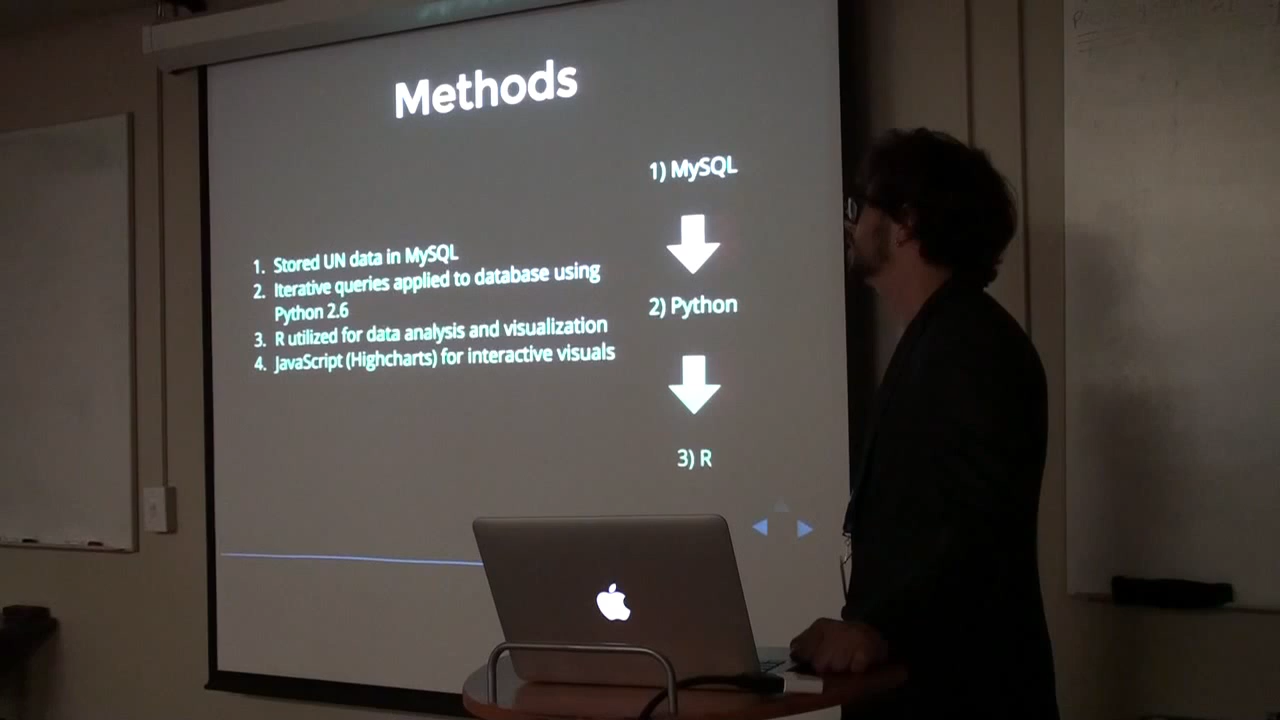 Methods
1. Stored UN data in MySQL
2. Iterative queries applied to database using
Python 2.6
3. R utilized for data analysis and visualization
4. JavaScript (Highcharts) for interactive visuals
1) MySQL
2) Python
3) R